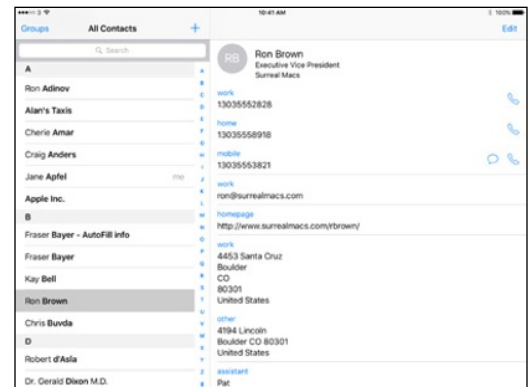 10:41 AM
100%
Groups
All Contacts
+
Search
A
Ron Adinov
Alan's Taxis
Cherie Amar
Craig Anders
Jane Apfel me
Apple Inc.
B
Fraser Bayer - AutoFill info
Fraser Bayer
Kay Bell
Ron Brown
Chris Buvda
D
Robert d'Asla
Dr. Gerald Dixon M.D.
Edit
RB
Ron Brown
Executive Vice President
Surreal Macs
work
13035552828
home
13035558918
mobile
13035553821
work
ron@surrealmacs.com
homepage
http://www.surrealmacs.com/rbrown/
work
4453 Santa Cruz
Boulder
CO
80301
United States
other
4194 Lincoln
Boulder CO 80301
United States
assistant
Pat